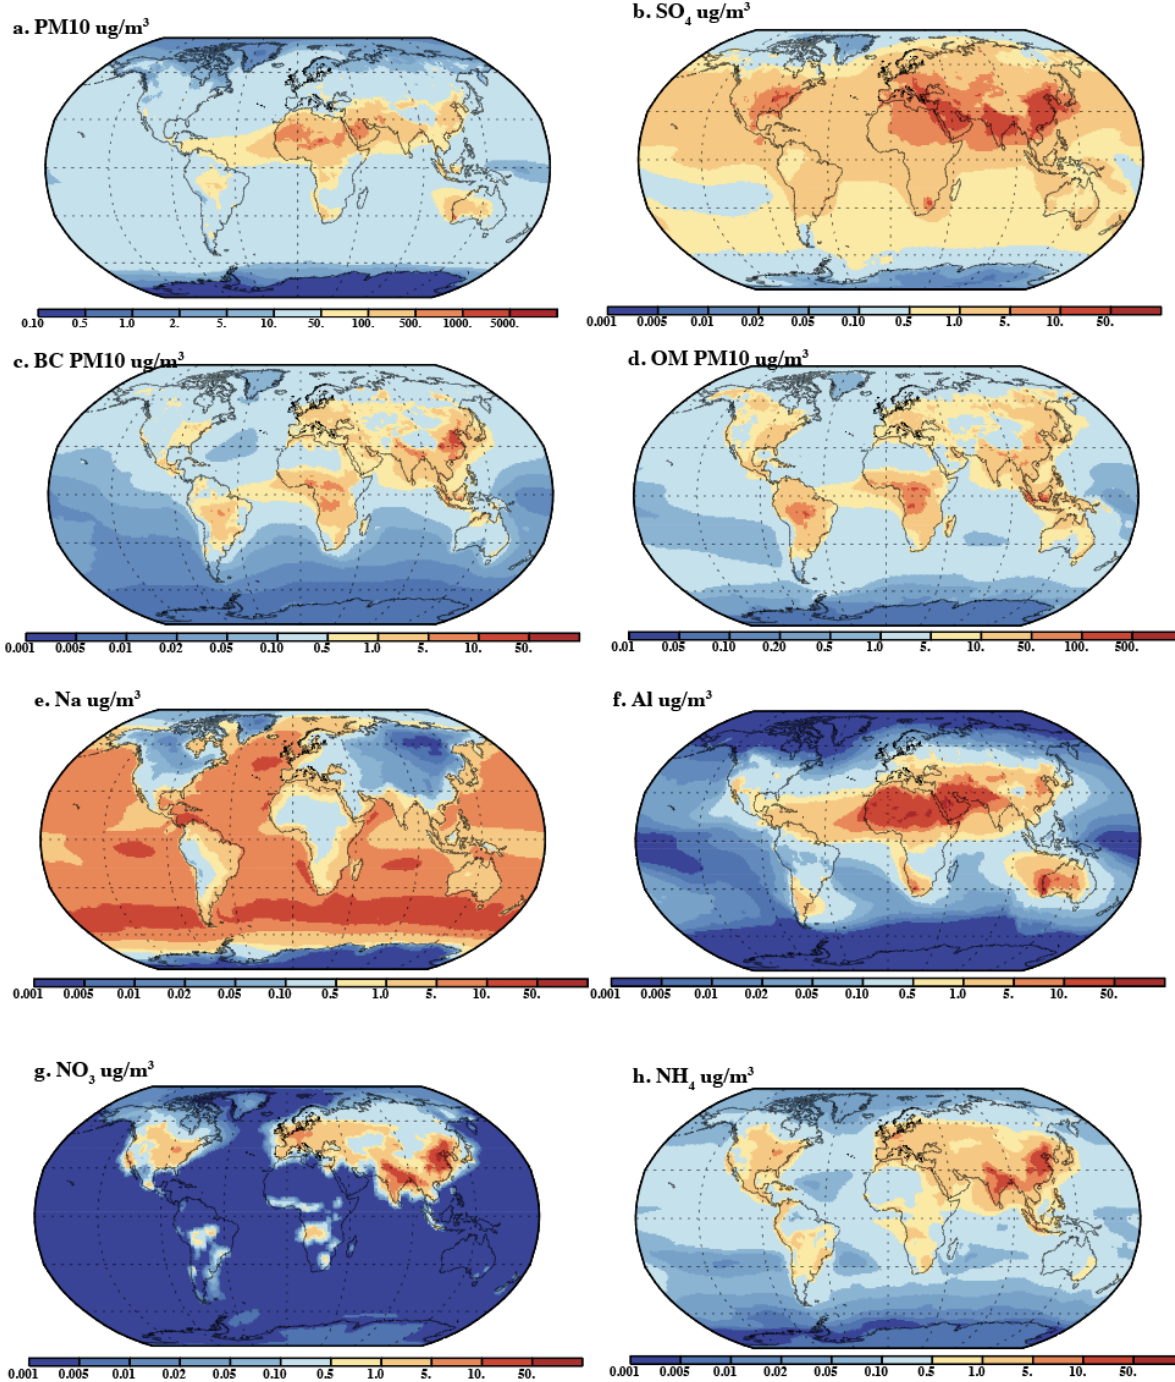 a. PM10 ug/m³
b. SO₄ ug/m³
0.10 0.5 1.0 2. 5. 10. 50. 100. 500. 1000. 5000.
0.001 0.005 0.01 0.02 0.05 0.10 0.5 1.0 5. 10. 50.
c. BC PM10 ug/m³
d. OM PM10 ug/m³
0.001 0.005 0.01 0.02 0.05 0.10 0.5 1.0 5. 10. 50.
0.01 0.05 0.10 0.20 0.5 1.0 5. 10. 50. 100. 500.
e. Na ug/m³
f. Al ug/m³
0.001 0.005 0.01 0.02 0.05 0.10 0.5 1.0 5. 10. 50.
0.001 0.005 0.01 0.02 0.05 0.10 0.5 1.0 5. 10. 50.
g. NO₃ ug/m³
h. NH₄ ug/m³
0.001 0.005 0.01 0.02 0.05 0.10 0.5 1.0 5. 10. 50.
0.001 0.005 0.01 0.02 0.05 0.10 0.5 1.0 5. 10. 50.